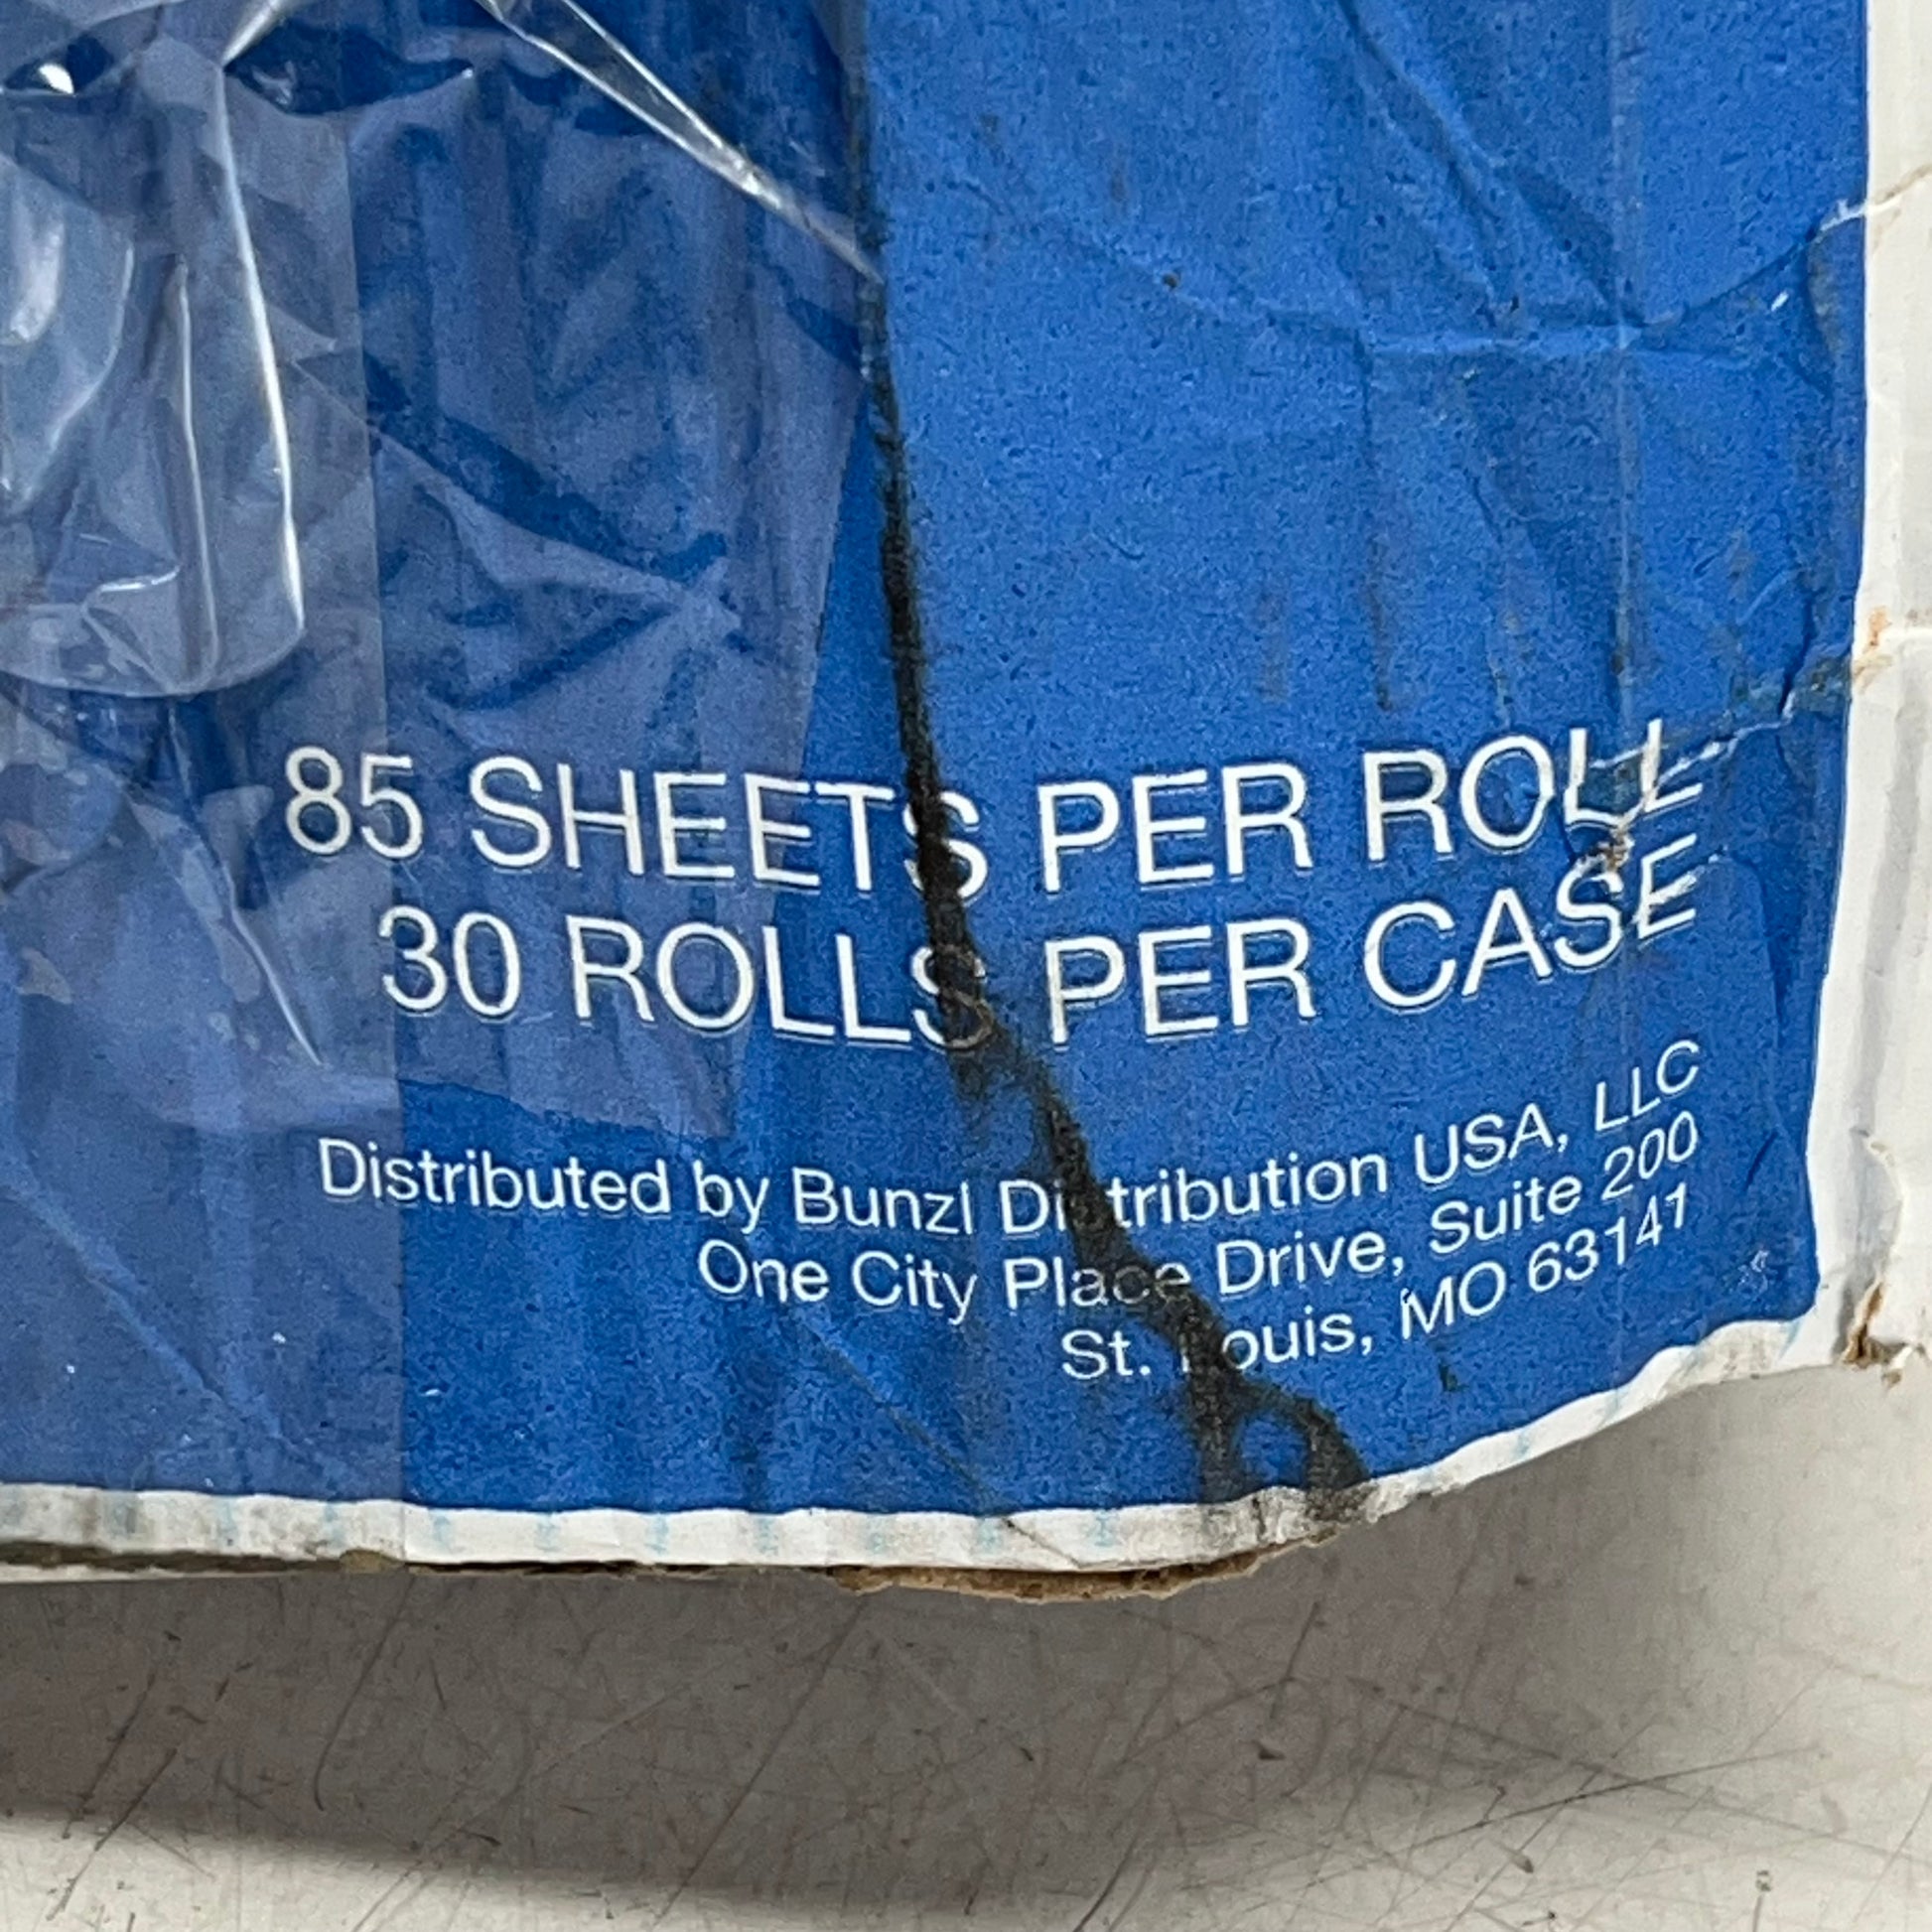 85 SHEETS PER ROLL
30 ROLLS PER CASE
Distributed by Bunzl Distribution USA, LLC
One City Place Drive, Suite 200
St. Louis, MO 63141